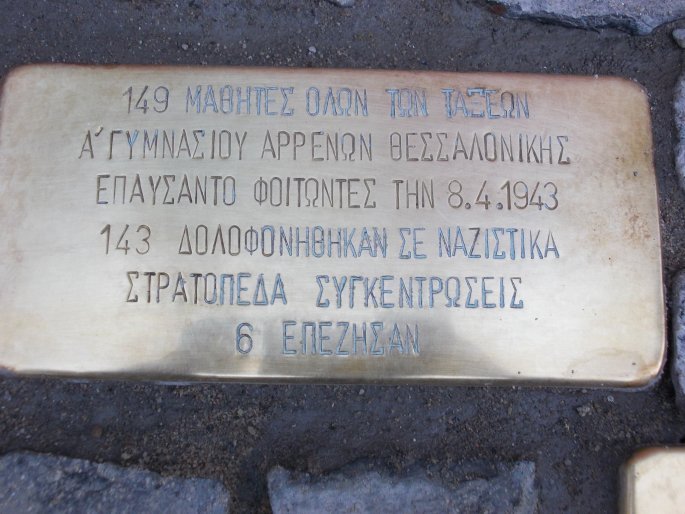 149 ΜΑΘΗΤΕΣ ΟΛΩΝ ΤΩΝ ΤΑΞΕΩΝ
Α΄ΓΥΜΝΑΣΙΟΥ ΑΡΡΕΝΩΝ ΘΕΣΣΑΛΟΝΙΚΗΣ
ΕΠΑΥΣΑΝΤΟ ΦΟΙΤΩΝΤΕΣ ΤΗΝ 8.4.1943
143 ΔΟΛΟΦΟΝΗΘΗΚΑΝ ΣΕ ΝΑΖΙΣΤΙΚΑ
ΣΤΡΑΤΟΠΕΔΑ ΣΥΓΚΕΝΤΡΩΣΕΙΣ
6 ΕΠΕΖΗΣΑΝ